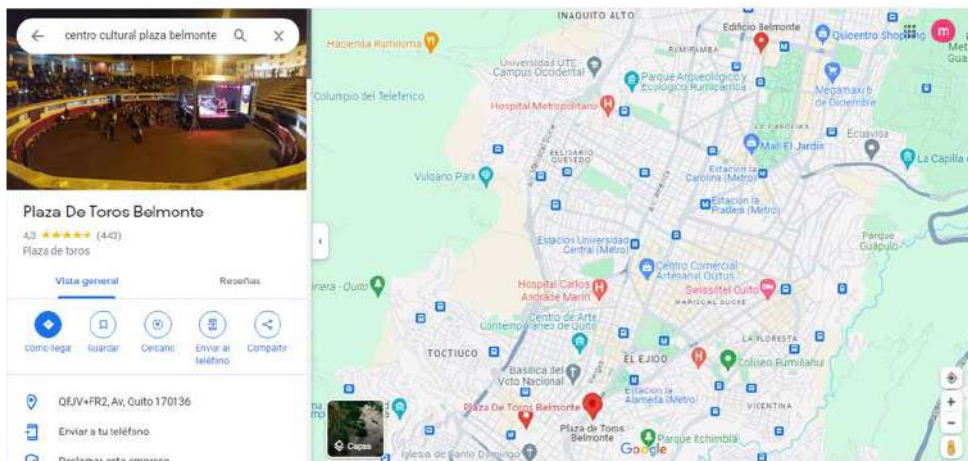 centro cultural plaza belmonte
Plaza De Toros Belmonte
4,3 ★★★★★ (443)
Plaza de toros
Vista general
Reseñas
Cómo llegar
Guardar
Cercano
Enviar al
teléfono
Compartir
QFJV+FR2, Av, Quito 170136
Enviar a tu teléfono
Reclamar esta empresa
INAQUITO ALTO
Edificio Belmonte
Quicentro Shopping
Hacienda Rumiloma
RUMIPAMBA
Universidad UTE
Campus Occidental
Columpio del Teleferico
Parque Arqueológico y
Ecológico Rumipamba
Megamaxi 6
de Diciembre
Hospital Metropolitano
LA CAROLINA
Mall El Jardín
Ecuavisa
BELISARIO
QUEVEDO
La Capilla
Estación la
Carolina (Metro)
Vulqano Park
Estación la
Pradera (Metro)
Parque
Guápulo
Estación Universidad
Central (Metro)
Centro Comercial
Artesanal Quitus
Hospital Carlos
Andrade Marín
Swissôtel Quito
MARISCAL SUCRE
Centro de Arte
Contemporáneo de Quito
LA FLORESTA
TOCTIUCO
EL EJIDO
Coliseo Rumiñahui
Basílica del
Voto Nacional
Estación la
Alameda (Metro)
VICENTINA
Plaza De Toros Belmonte
Plaza de Toros
Belmonte
Capas
Google
Parque Itchimbía
Iglesia de Santo Domingo